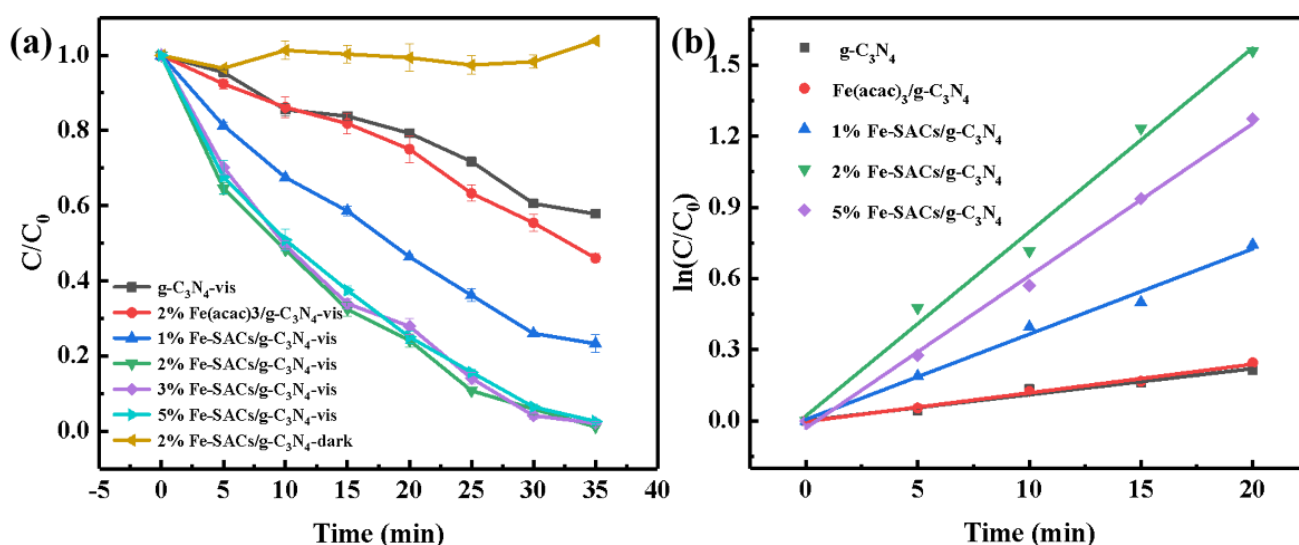 (a)
C/C₀
1.0
0.8
0.6
0.4
0.2
0.0
g-C₃N₄-vis
2% Fe(acac)3/g-C₃N₄-vis
1% Fe-SACs/g-C₃N₄-vis
2% Fe-SACs/g-C₃N₄-vis
3% Fe-SACs/g-C₃N₄-vis
5% Fe-SACs/g-C₃N₄-vis
2% Fe-SACs/g-C₃N₄-dark
-5 0 5 10 15 20 25 30 35 40
Time (min)
(b)
ln(C/C₀)
1.5
1.2
0.9
0.6
0.3
0.0
g-C₃N₄
Fe(acac)₃/g-C₃N₄
1% Fe-SACs/g-C₃N₄
2% Fe-SACs/g-C₃N₄
5% Fe-SACs/g-C₃N₄
0 5 10 15 20
Time (min)